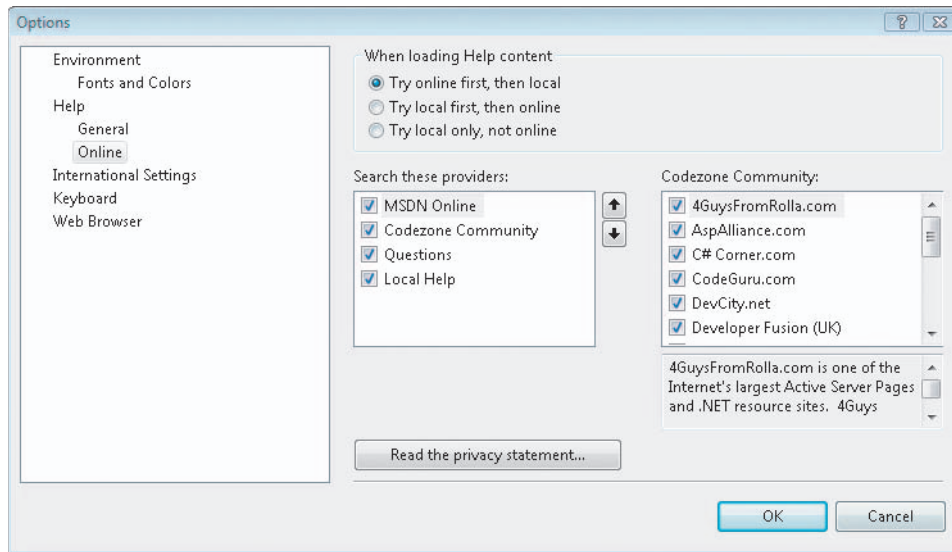 Options
Environment
Fonts and Colors
Help
General
Online
International Settings
Keyboard
Web Browser
When loading Help content
Try online first, then local
Try local first, then online
Try local only, not online
Search these providers:
MSDN Online
Codezone Community
Questions
Local Help
Codezone Community:
4GuysFromRolla.com
AspAlliance.com
C# Corner.com
CodeGuru.com
DevCity.net
Developer Fusion (UK)
4GuysFromRolla.com is one of the
Internet's largest Active Server Pages
and .NET resource sites. 4Guys
Read the privacy statement...
OK
Cancel